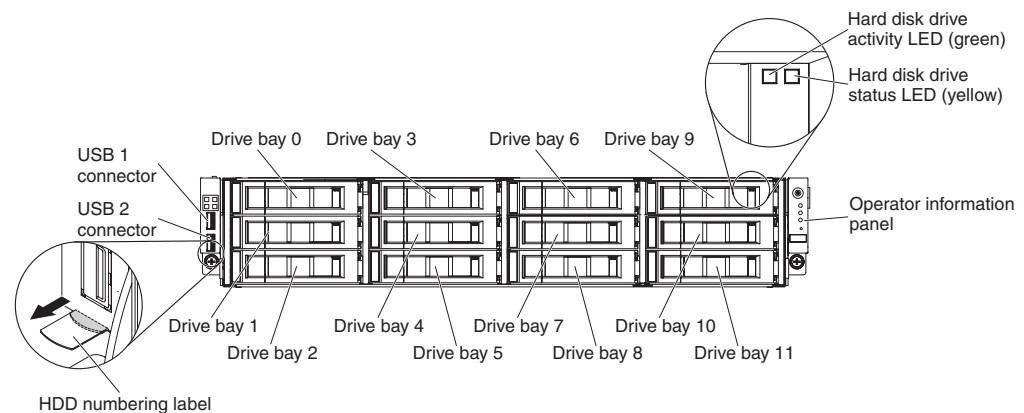 Hard disk drive
activity LED (green)
Hard disk drive
status LED (yellow)
Drive bay 0
Drive bay 3
Drive bay 6
Drive bay 9
USB 1
connector
USB 2
connector
Operator information
panel
Drive bay 1
Drive bay 4
Drive bay 7
Drive bay 10
Drive bay 2
Drive bay 5
Drive bay 8
Drive bay 11
HDD numbering label